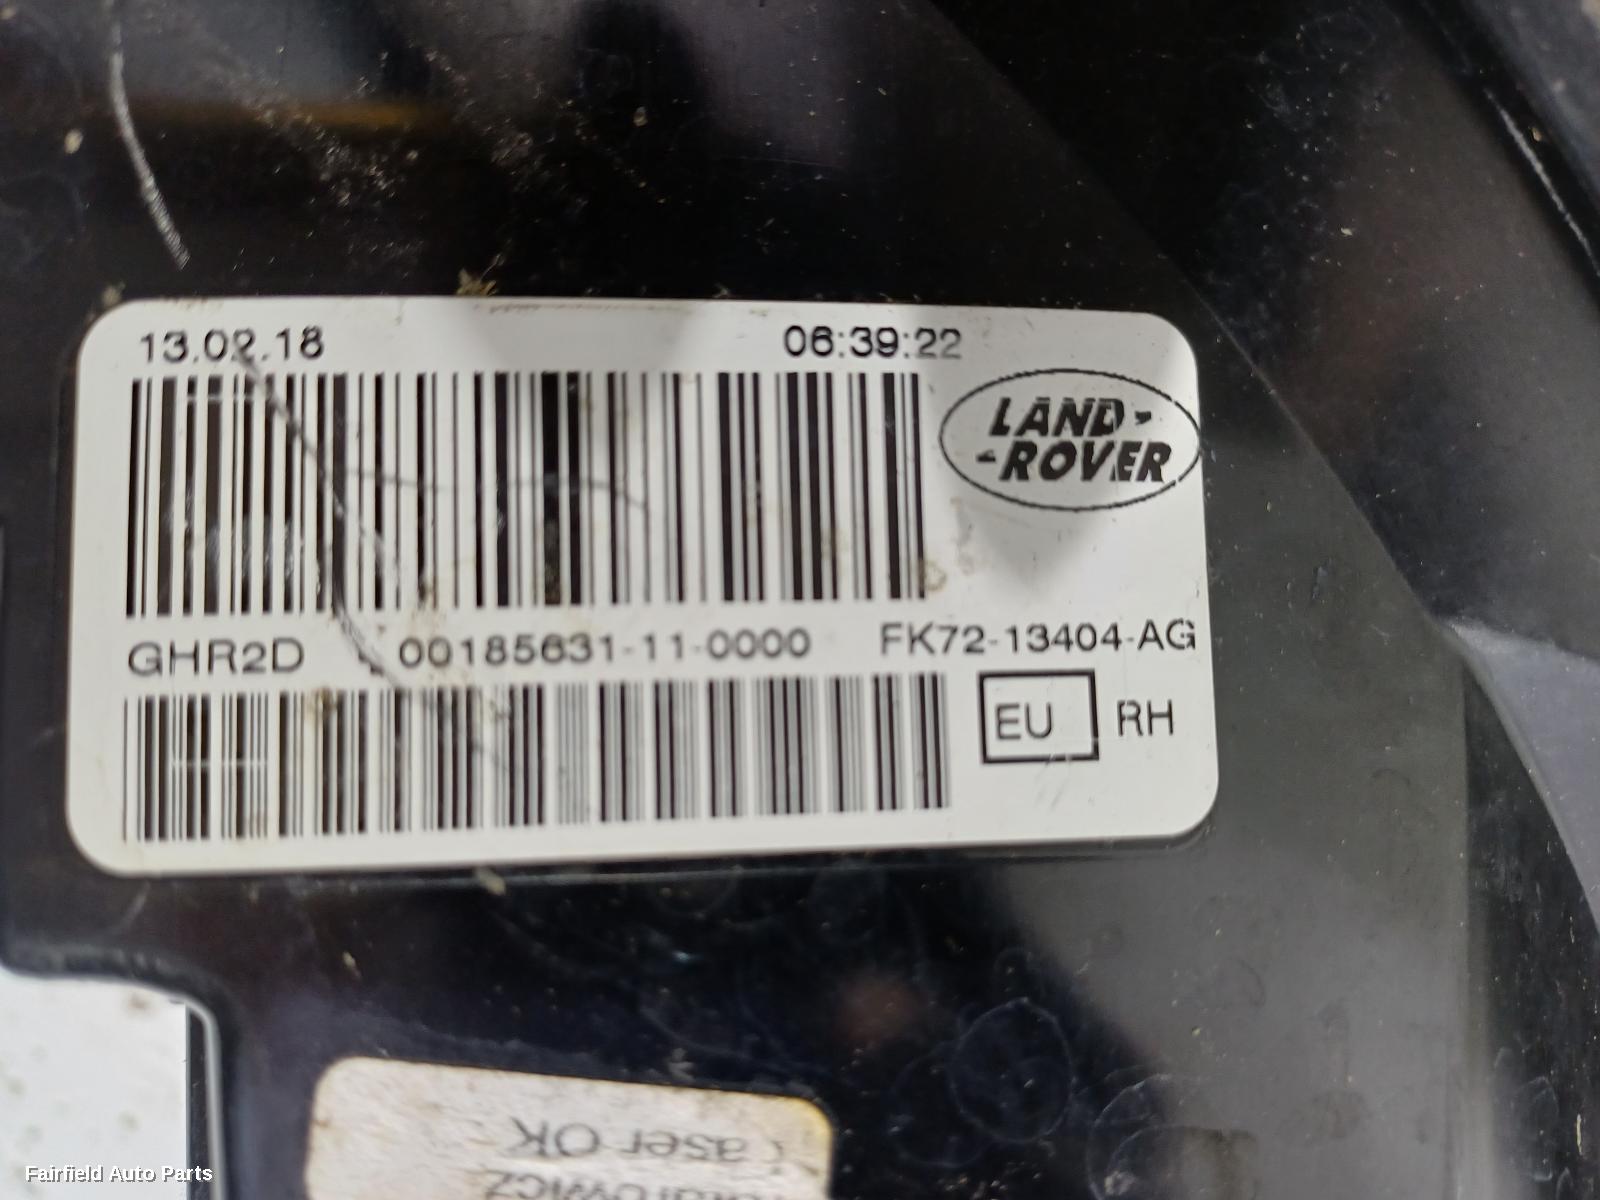 13.02.18 06:39:22
LAND-
-ROVER
GHR2D 00185631-11-0000 FK72-13404-AG
EU RH
aser OK
Fairfield Auto Parts